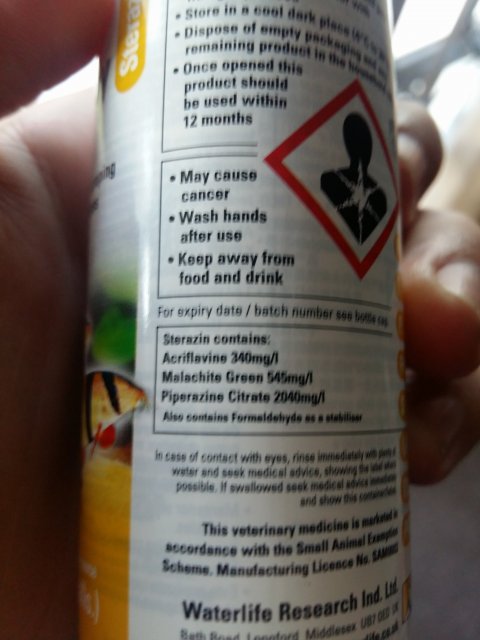 Steraz
• Store in a cool dark place
• Dispose of empty packaging
remaining product in the household
• Once opened this
product should
be used within
12 months
• May cause
cancer
• Wash hands
after use
• Keep away from
food and drink
For expiry date / batch number see bottle cap
Sterazin contains:
Acriflavine 340mg/l
Malachite Green 545mg/l
Piperazine Citrate 2040mg/l
Also contains Formaldehyde as a stabiliser
In case of contact with eyes, rinse immediately with plenty of
water and seek medical advice, showing the label where
possible. If swallowed seek medical advice immediately
and show this container/label
This veterinary medicine is marketed in
accordance with the Small Animal Exemption
Scheme. Manufacturing Licence No.
Waterlife Research Ind. Ltd.
Bath Road, Longford, Middlesex, UB7 0ED UK